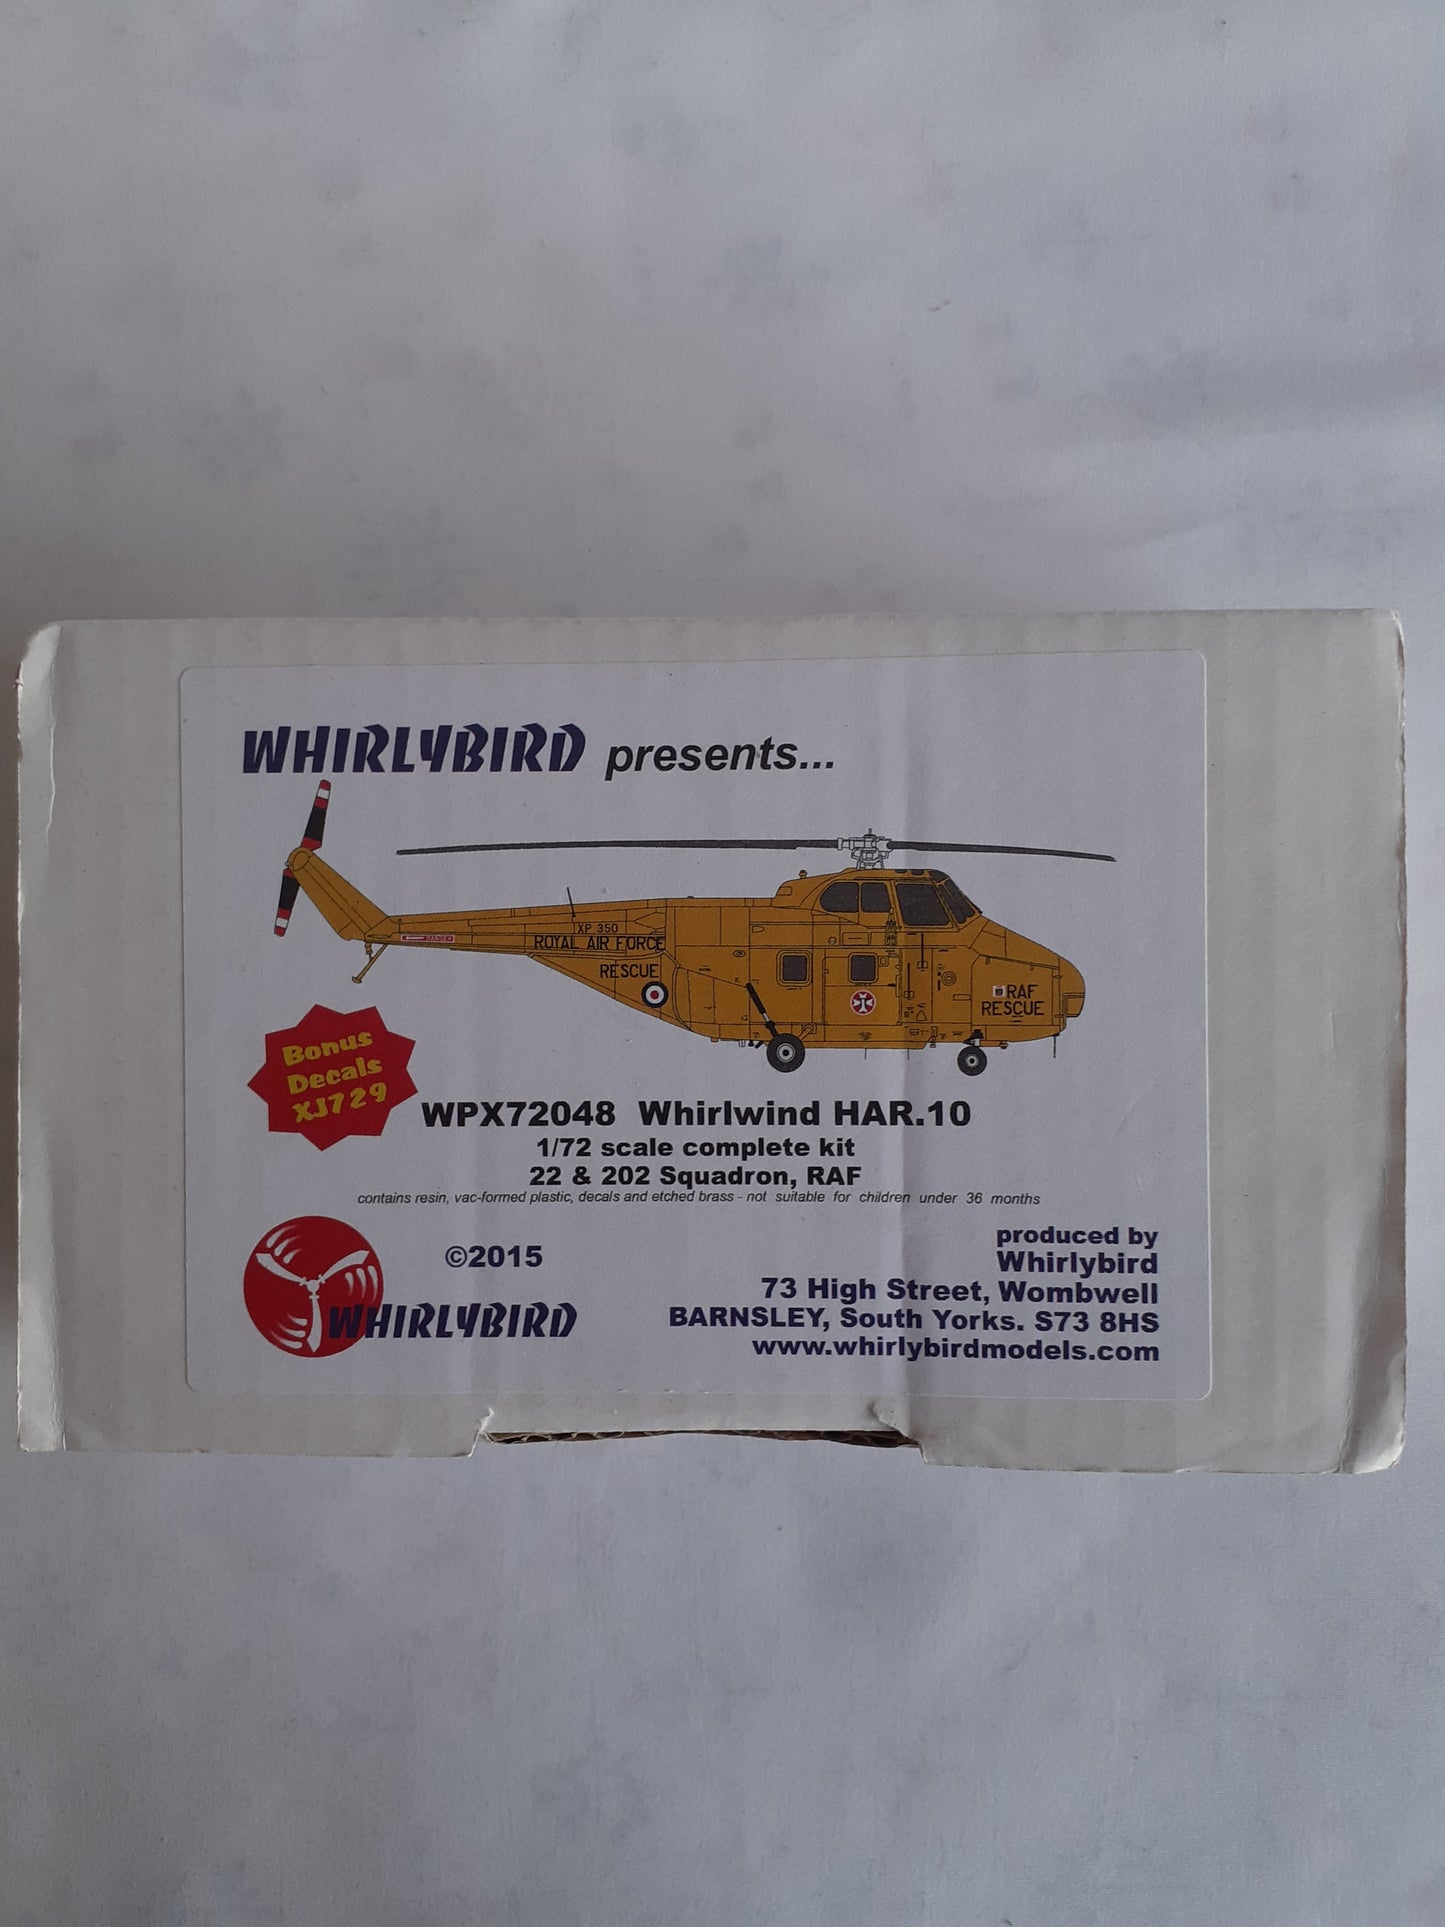 WHIRLYBIRD presents...
XP 350
ROYAL AIR FORCE
RESCUE
RAF
RESCUE
Bonus
Decals
XJ729
WPX72048 Whirlwind HAR.10
1/72 scale complete kit
22 & 202 Squadron, RAF
contains resin, vac-formed plastic, decals and etched brass - not suitable for children under 36 months
©2015
WHIRLYBIRD
produced by
Whirlybird
73 High Street, Wombwell
BARNSLEY, South Yorks. S73 8HS
www.whirlybirdmodels.com